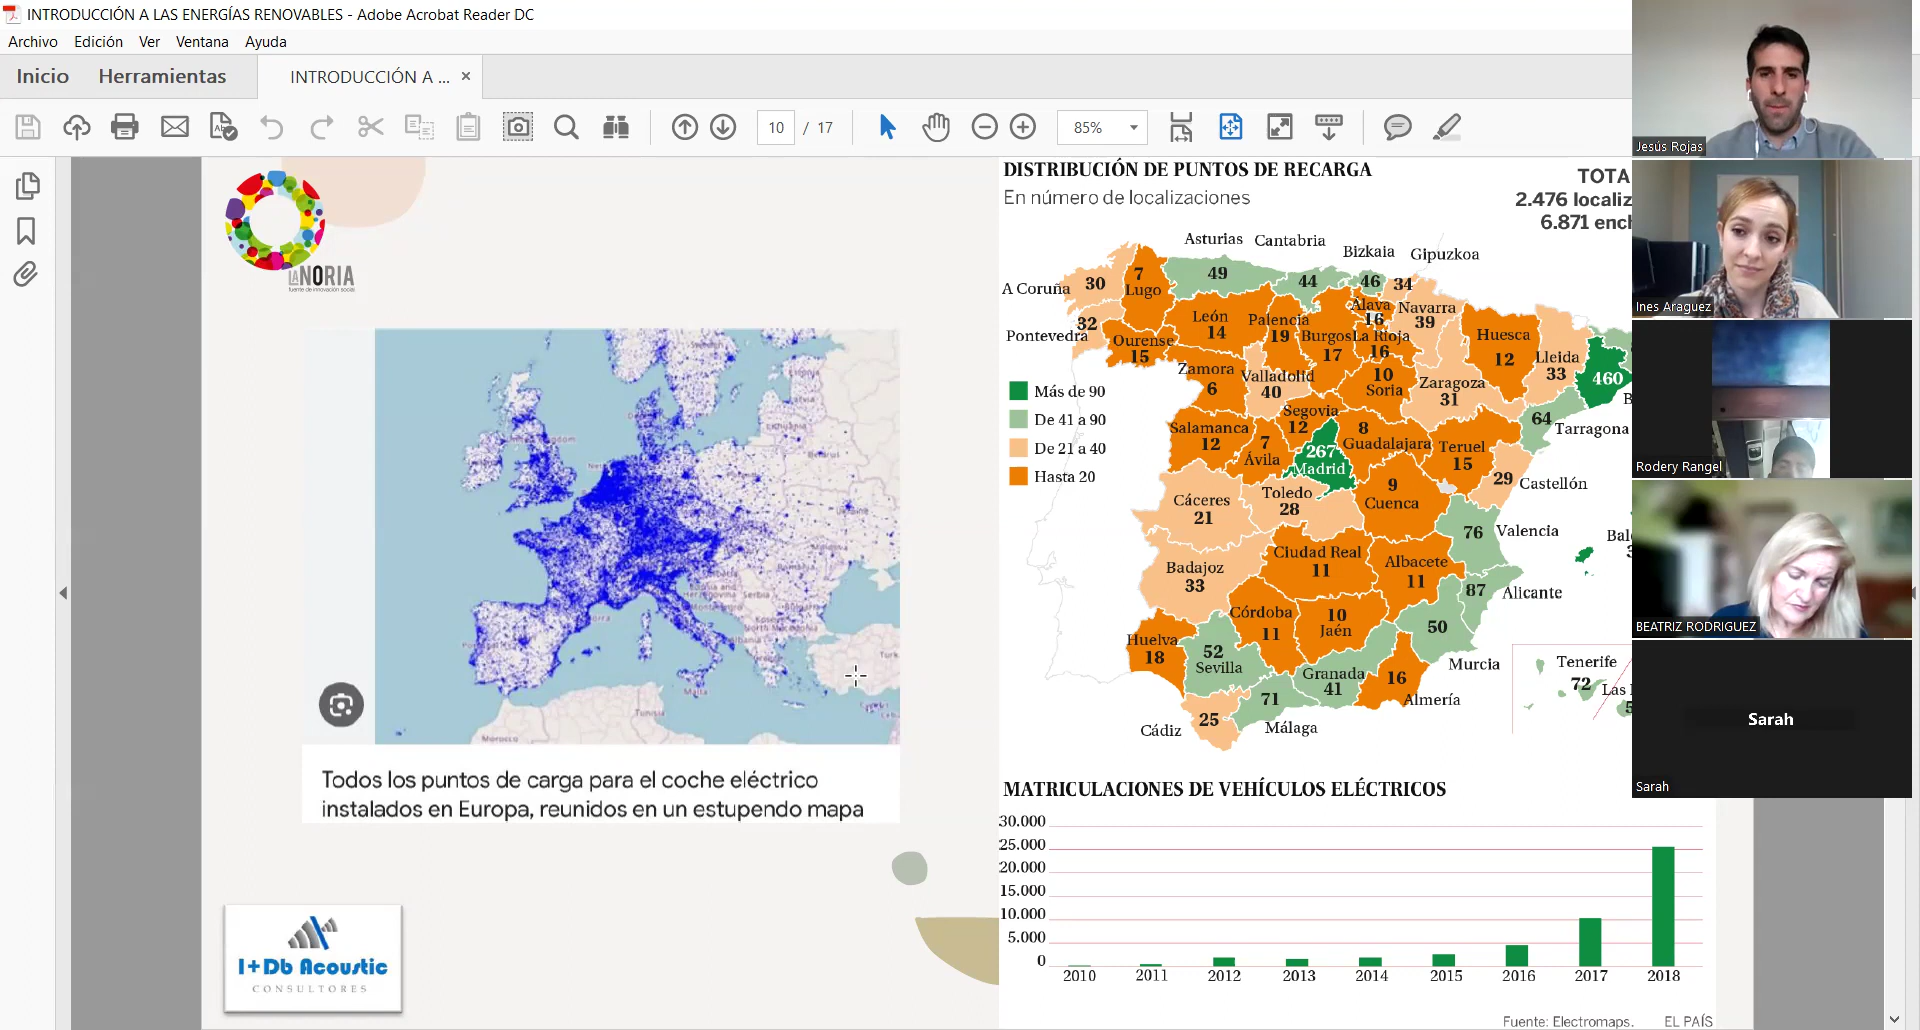 INTRODUCCIÓN A LAS ENERGÍAS RENOVABLES - Adobe Acrobat Reader DC
Archivo Edición Ver Ventana Ayuda
Inicio Herramientas INTRODUCCIÓN A ... ×
10 / 17 85%
LA NORIA
fuente de innovación social
Todos los puntos de carga para el coche eléctrico
instalados en Europa, reunidos en un estupendo mapa
I+Db Acoustic
CONSULTORES
DISTRIBUCIÓN DE PUNTOS DE RECARGA
En número de localizaciones
TOTA
2.476 localiz
6.871 ench
Más de 90
De 41 a 90
De 21 a 40
Hasta 20
A Coruña 30
Lugo 7
Asturias 49
Cantabria 44
Bizkaia 46
Gipuzkoa 34
Pontevedra 32
Ourense 15
León 14
Palencia 19
Burgos 17
Álava 16
La Rioja 16
Navarra 39
Huesca 12
Lleida 33
460
B
Zamora 6
Valladolid 40
Soria 10
Zaragoza 31
Tarragona 64
Salamanca 12
Ávila 7
Segovia 12
Madrid 267
Guadalajara 8
Teruel 15
Castellón 29
Cáceres 21
Toledo 28
Cuenca 9
Valencia 76
Bal
Badajoz 33
Ciudad Real 11
Albacete 11
Alicante 87
Huelva 18
Sevilla 52
Córdoba 11
Jaén 10
Murcia 50
Cádiz 25
Málaga 71
Granada 41
Almería 16
Tenerife 72
Las
5
MATRICULACIONES DE VEHÍCULOS ELÉCTRICOS
30.000
25.000
20.000
15.000
10.000
5.000
0
2010 2011 2012 2013 2014 2015 2016 2017 2018
Fuente: Electromaps. EL PAÍS
Jesús Rojas
Ines Araguez
Rodery Rangel
BEATRIZ RODRIGUEZ
Sarah
Sarah